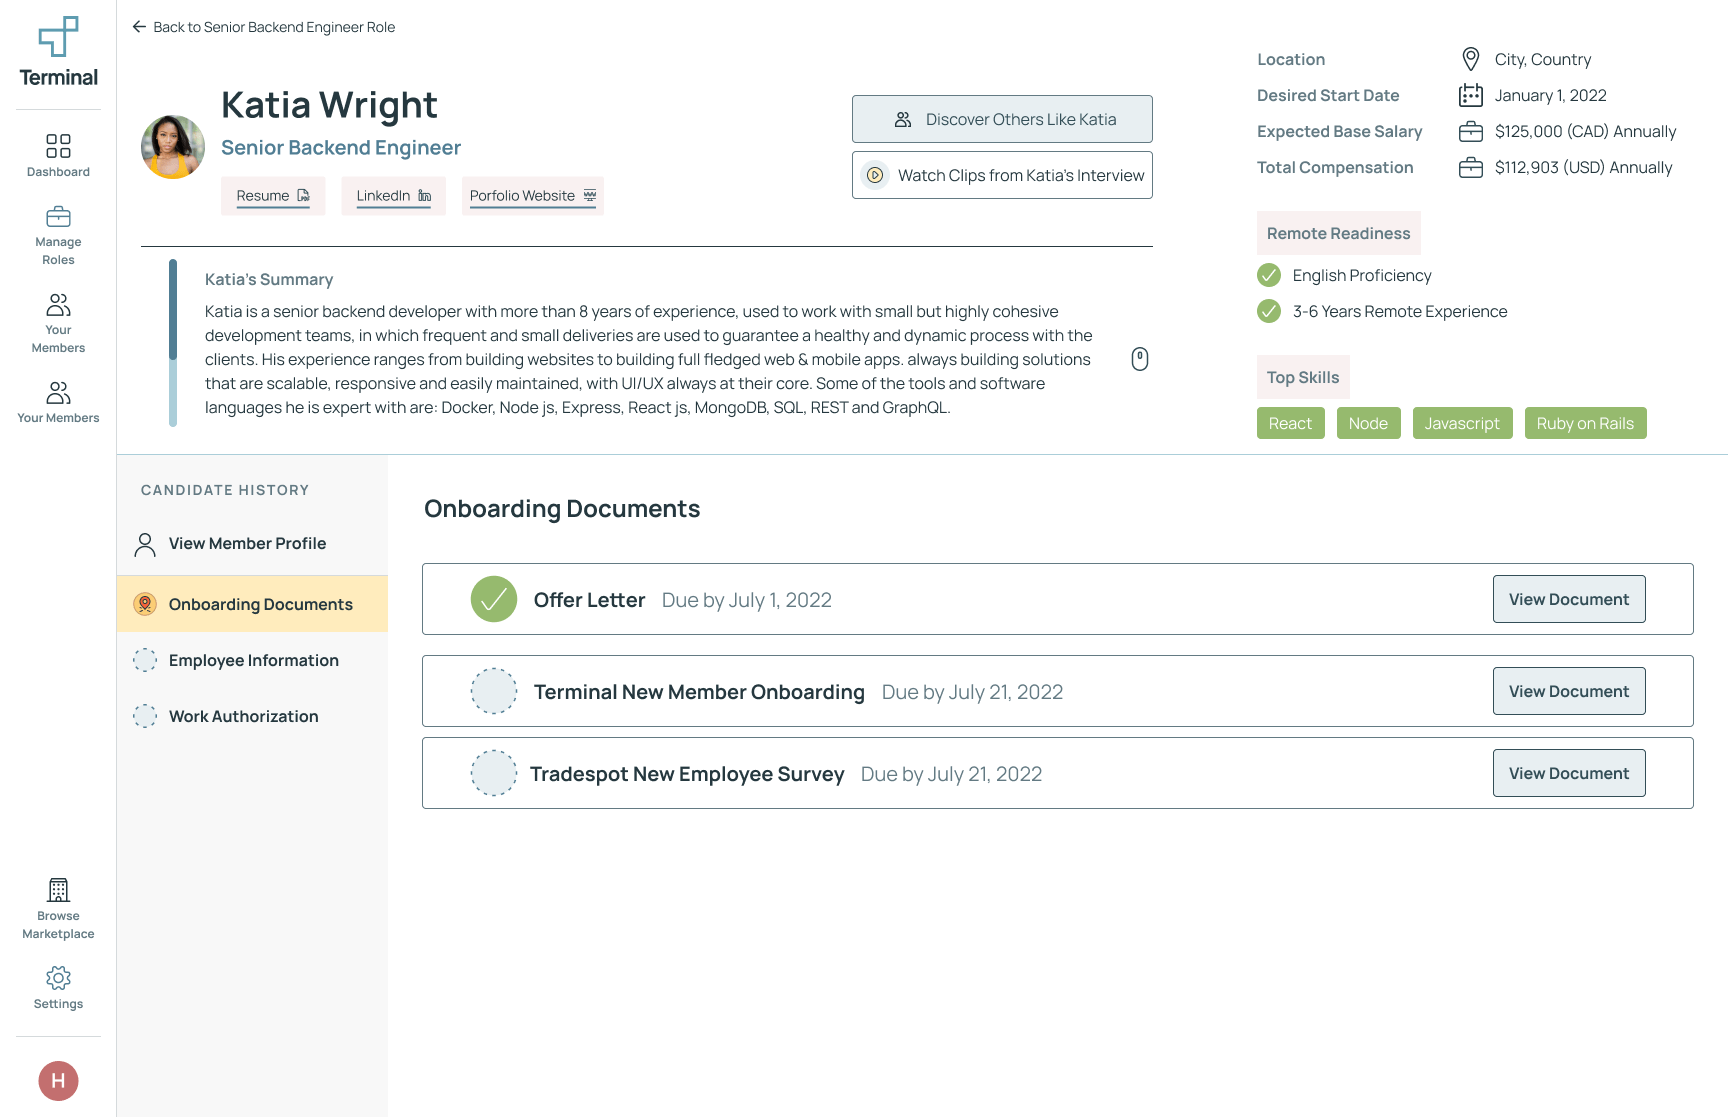 Terminal
Dashboard
Manage
Roles
Your
Members
Your Members
Browse
Marketplace
Settings
H
Back to Senior Backend Engineer Role
Katia Wright
Senior Backend Engineer
Resume
LinkedIn
Porfolio Website
Discover Others Like Katia
Watch Clips from Katia's Interview
Katia's Summary
Katia is a senior backend developer with more than 8 years of experience, used to work with small but highly cohesive
development teams, in which frequent and small deliveries are used to guarantee a healthy and dynamic process with the
clients. His experience ranges from building websites to building full fledged web & mobile apps. always building solutions
that are scalable, responsive and easily maintained, with UI/UX always at their core. Some of the tools and software
languages he is expert with are: Docker, Node js, Express, React js, MongoDB, SQL, REST and GraphQL.
Location City, Country
Desired Start Date January 1, 2022
Expected Base Salary $125,000 (CAD) Annually
Total Compensation $112,903 (USD) Annually
Remote Readiness
English Proficiency
3-6 Years Remote Experience
Top Skills
React Node Javascript Ruby on Rails
CANDIDATE HISTORY
View Member Profile
Onboarding Documents
Employee Information
Work Authorization
Onboarding Documents
Offer Letter Due by July 1, 2022 View Document
Terminal New Member Onboarding Due by July 21, 2022 View Document
Tradespot New Employee Survey Due by July 21, 2022 View Document